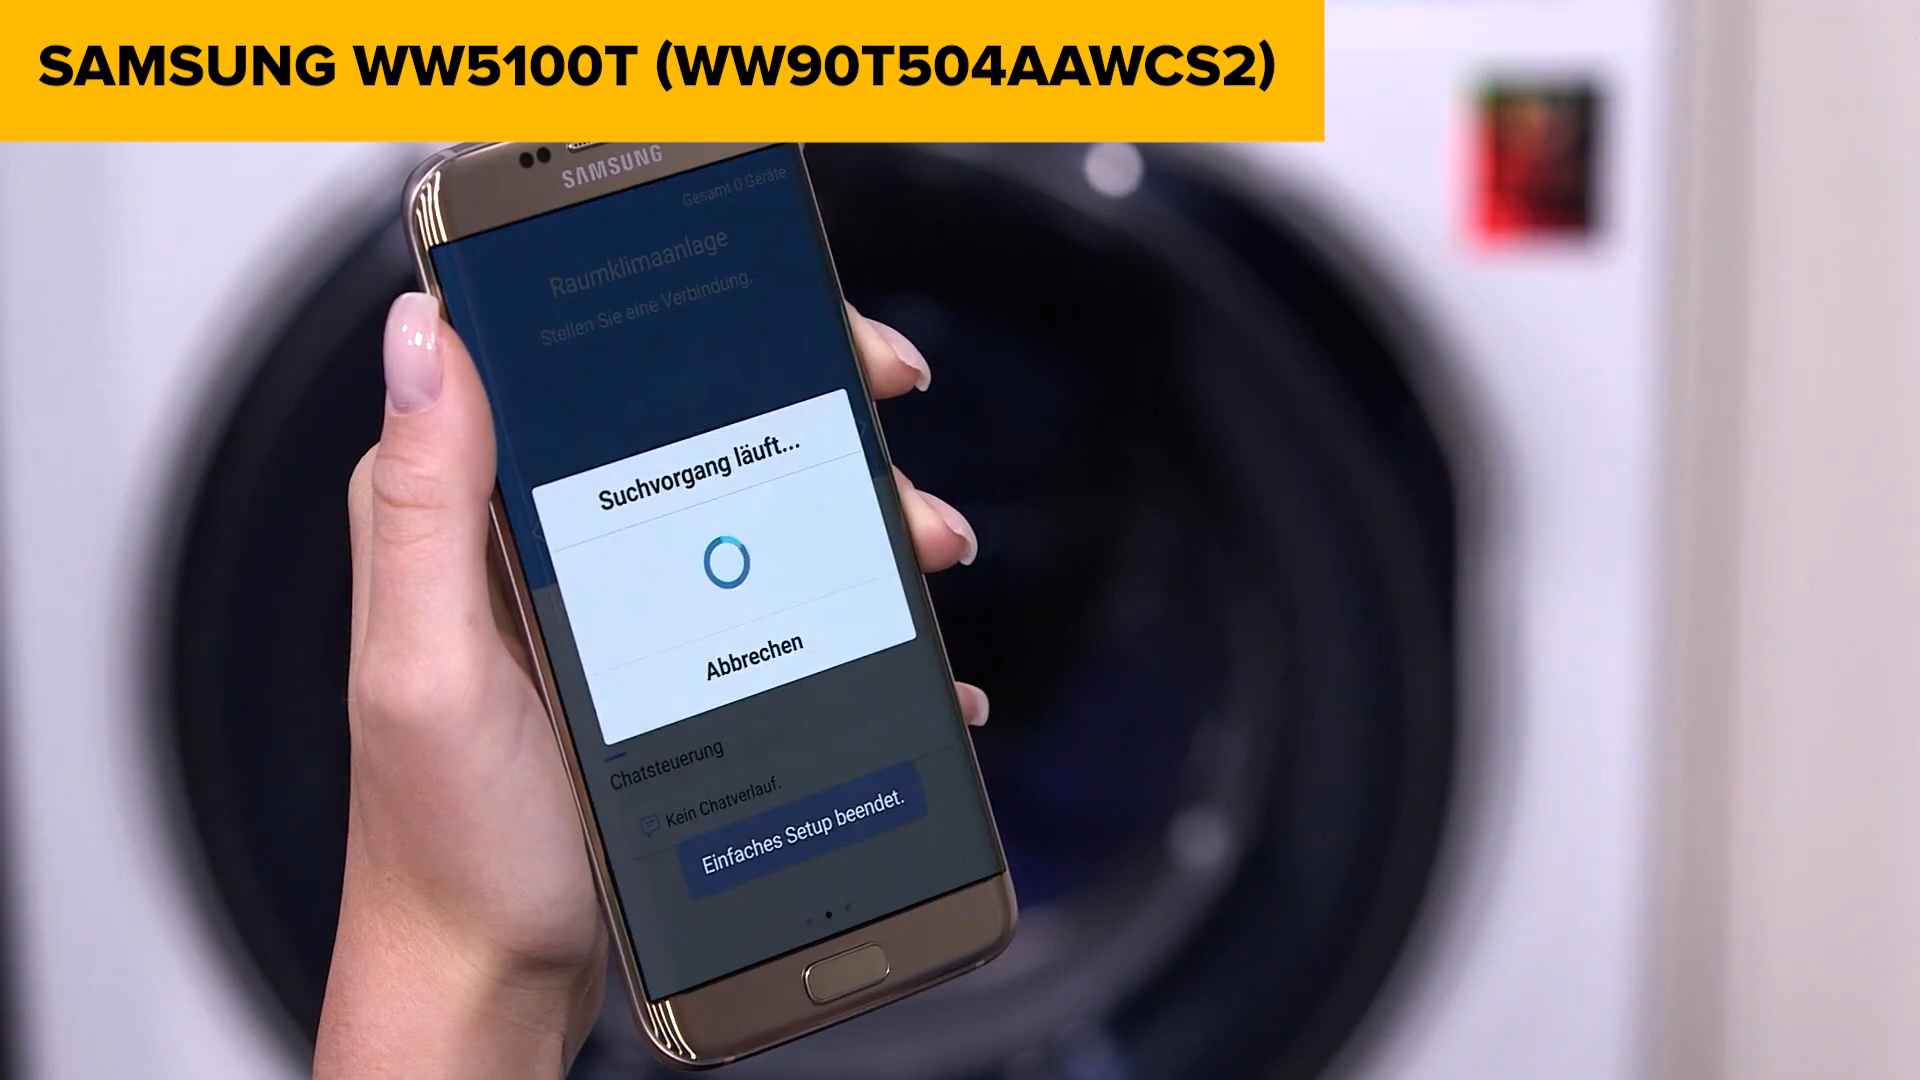 SAMSUNG WW5100T (WW90T504AAWCS2)
SAMSUNG
Gesamt 0 Geräte
Raumklimaanlage
Stellen Sie eine Verbindung..
Suchvorgang läuft...
Abbrechen
Chatsteuerung
Kein Chatverlauf.
Einfaches Setup beendet.